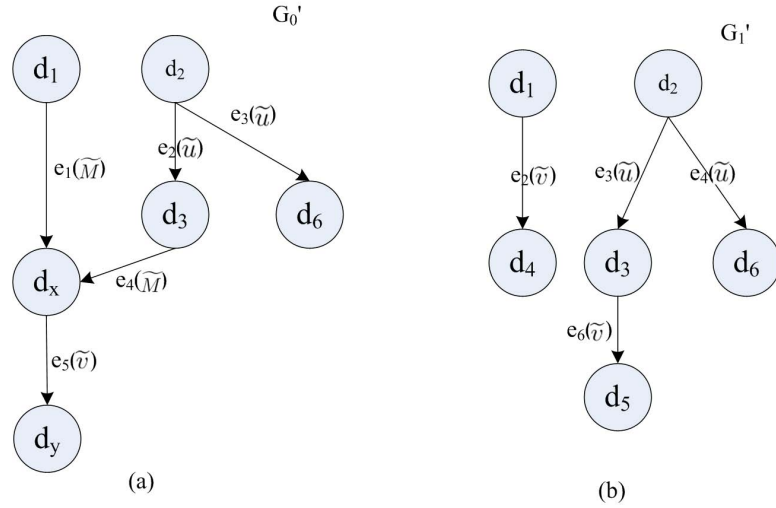 G₀'
d₁
d₂
e₃(ũ)
e₂(ũ)
e₁(M̃)
d₃
d₆
dₓ
e₄(M̃)
e₅(ṽ)
d_y
(a)
G₁'
d₁
d₂
e₂(ṽ)
e₃(ũ)
e₄(ũ)
d₄
d₃
d₆
e₆(ṽ)
d₅
(b)